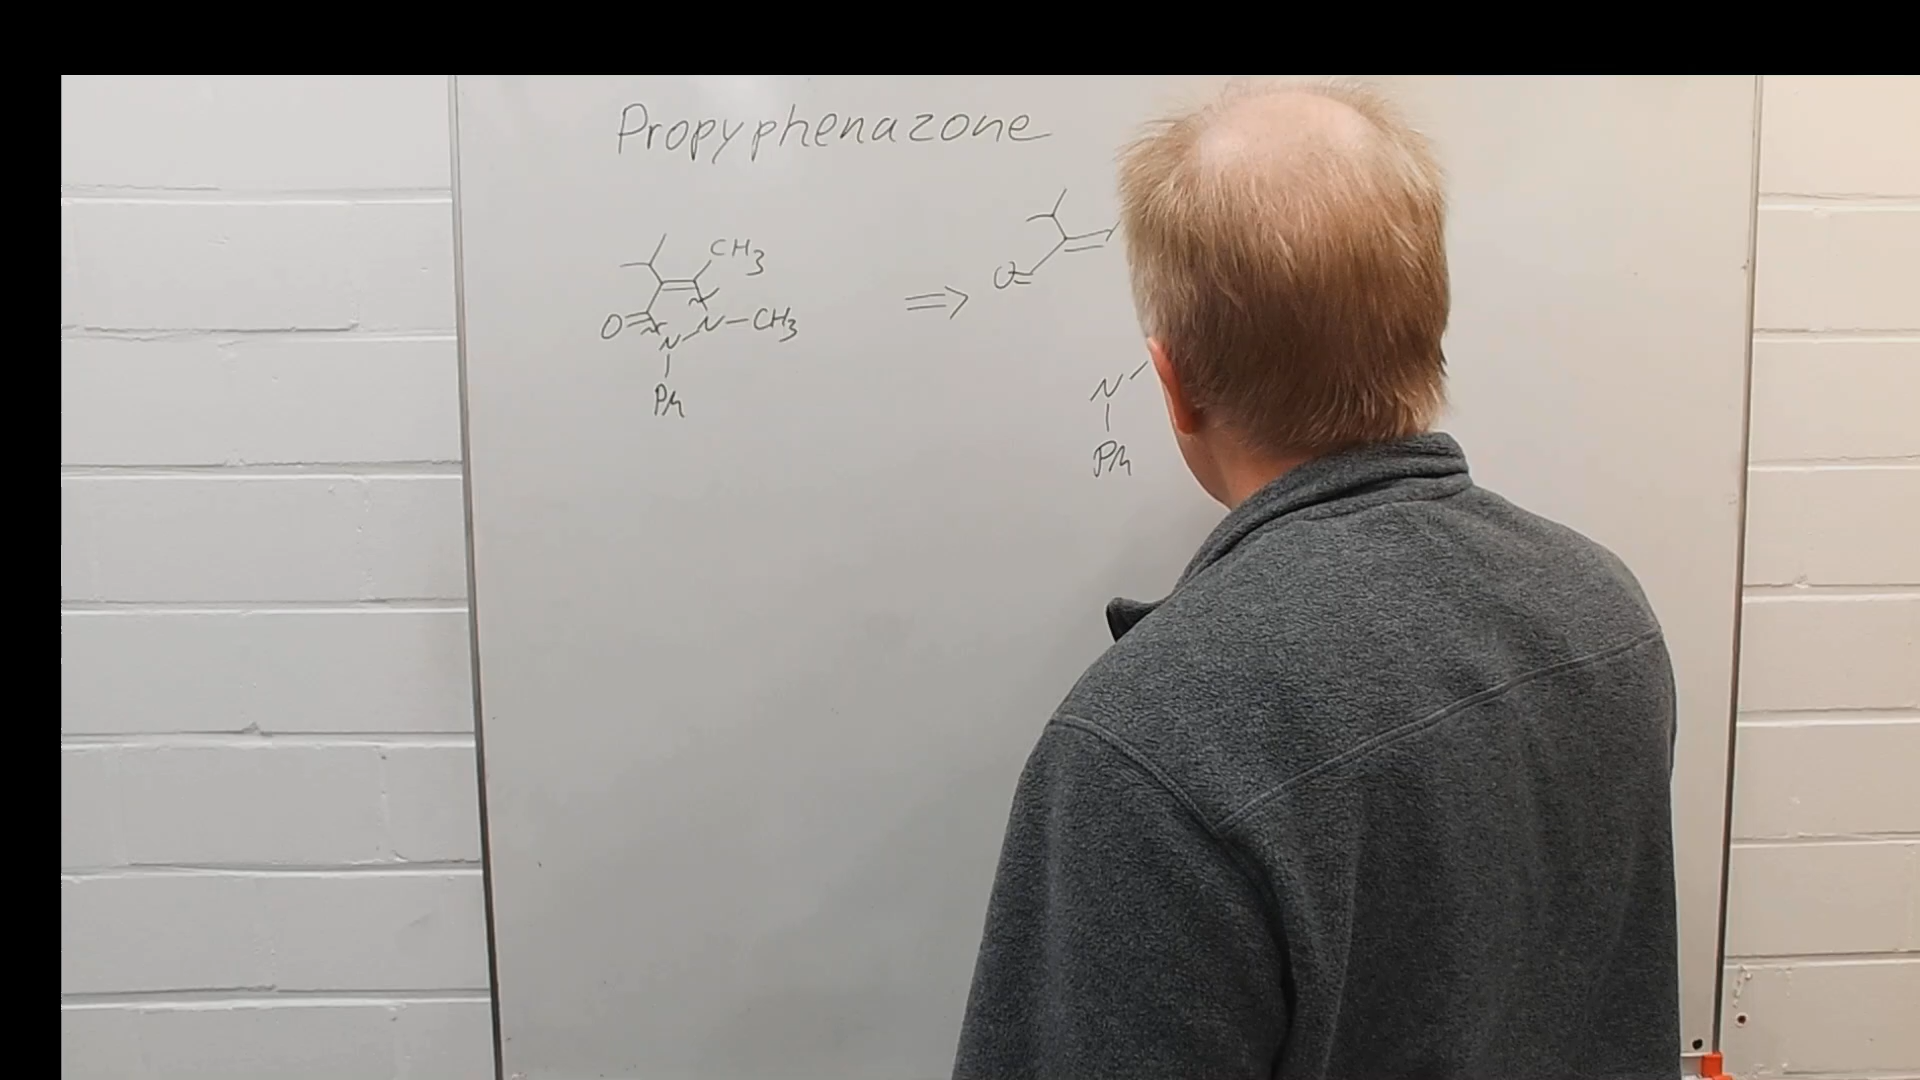 Propyphenazone
CH3
O
N-CH3
N
Ph
⇒
O
N
Ph